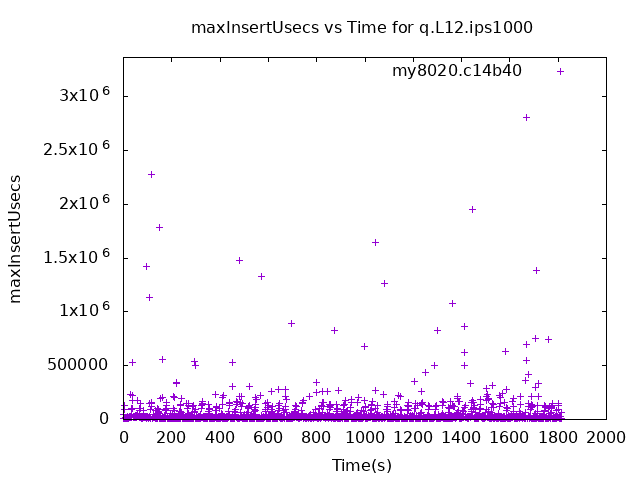 maxInsertUsecs vs Time for q.L12.ips1000
my8020.c14b40
3x10^6
2.5x10^6
2x10^6
1.5x10^6
1x10^6
500000
0
maxInsertUsecs
0 200 400 600 800 1000 1200 1400 1600 1800 2000
Time(s)